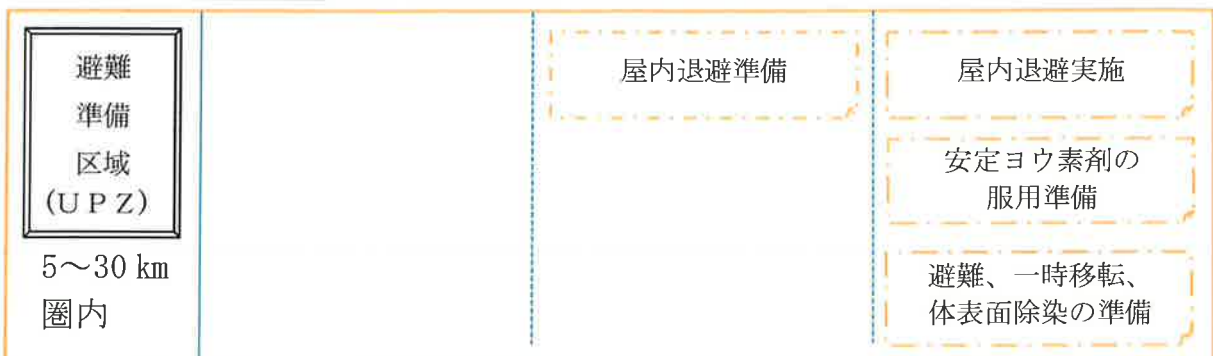 避難
準備
区域
(ＵＰＺ)
5～30 km
圏内
屋内退避準備
屋内退避実施
安定ヨウ素剤の
服用準備
避難、一時移転、
体表面除染の準備